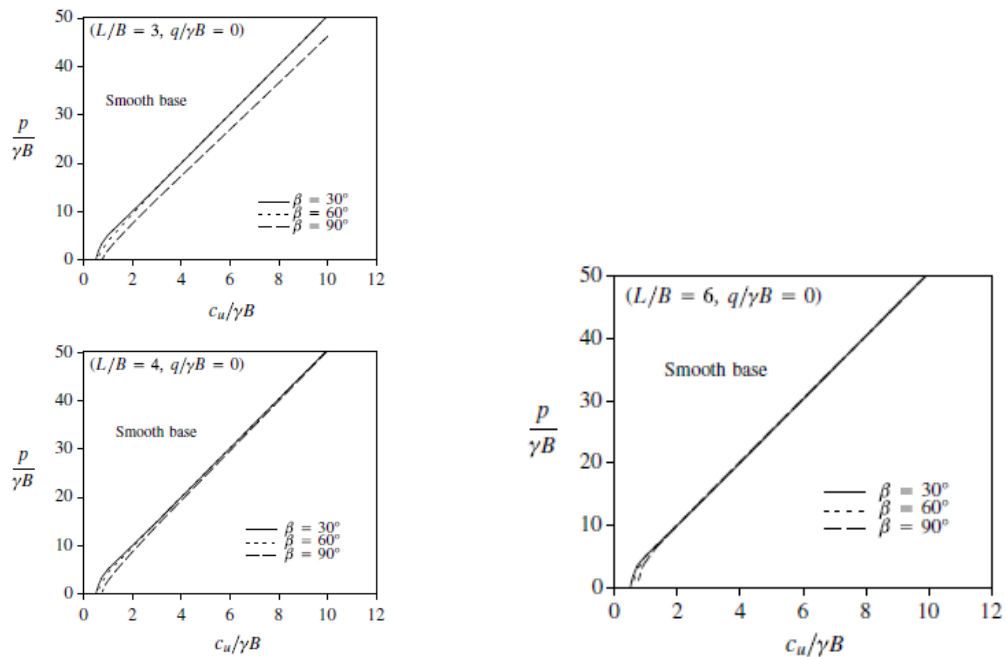 50
(L/B = 3, q/γB = 0)
40
Smooth base
30
p
γB
20
β = 30°
β = 60°
β = 90°
10
0
0 2 4 6 8 10 12
c_u/γB
50
(L/B = 4, q/γB = 0)
40
Smooth base
30
p
γB
20
β = 30°
β = 60°
β = 90°
10
0
0 2 4 6 8 10 12
c_u/γB
50
(L/B = 6, q/γB = 0)
40
Smooth base
30
p
γB
20
β = 30°
β = 60°
β = 90°
10
0
0 2 4 6 8 10 12
c_u/γB